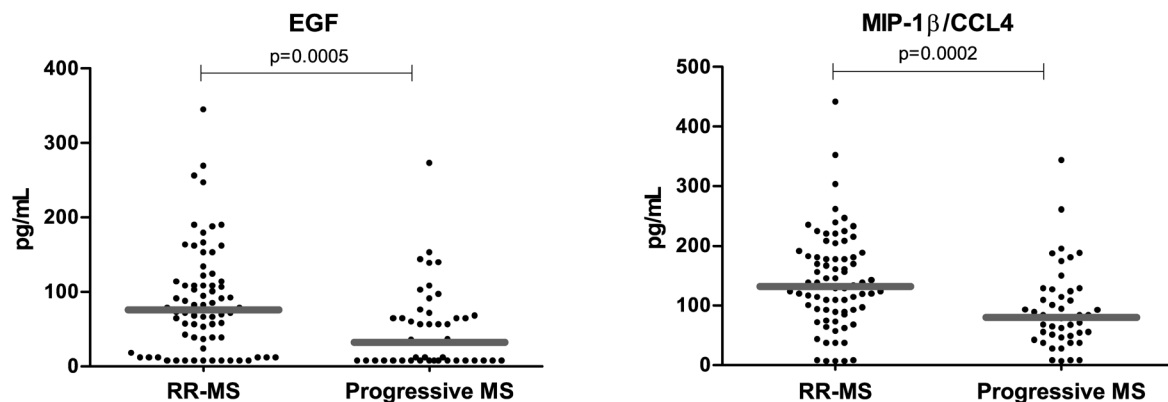 EGF
p=0.0005
400
300
200
100
0
pg/mL
RR-MS
Progressive MS
MIP-1β/CCL4
p=0.0002
500
400
300
200
100
0
pg/mL
RR-MS
Progressive MS